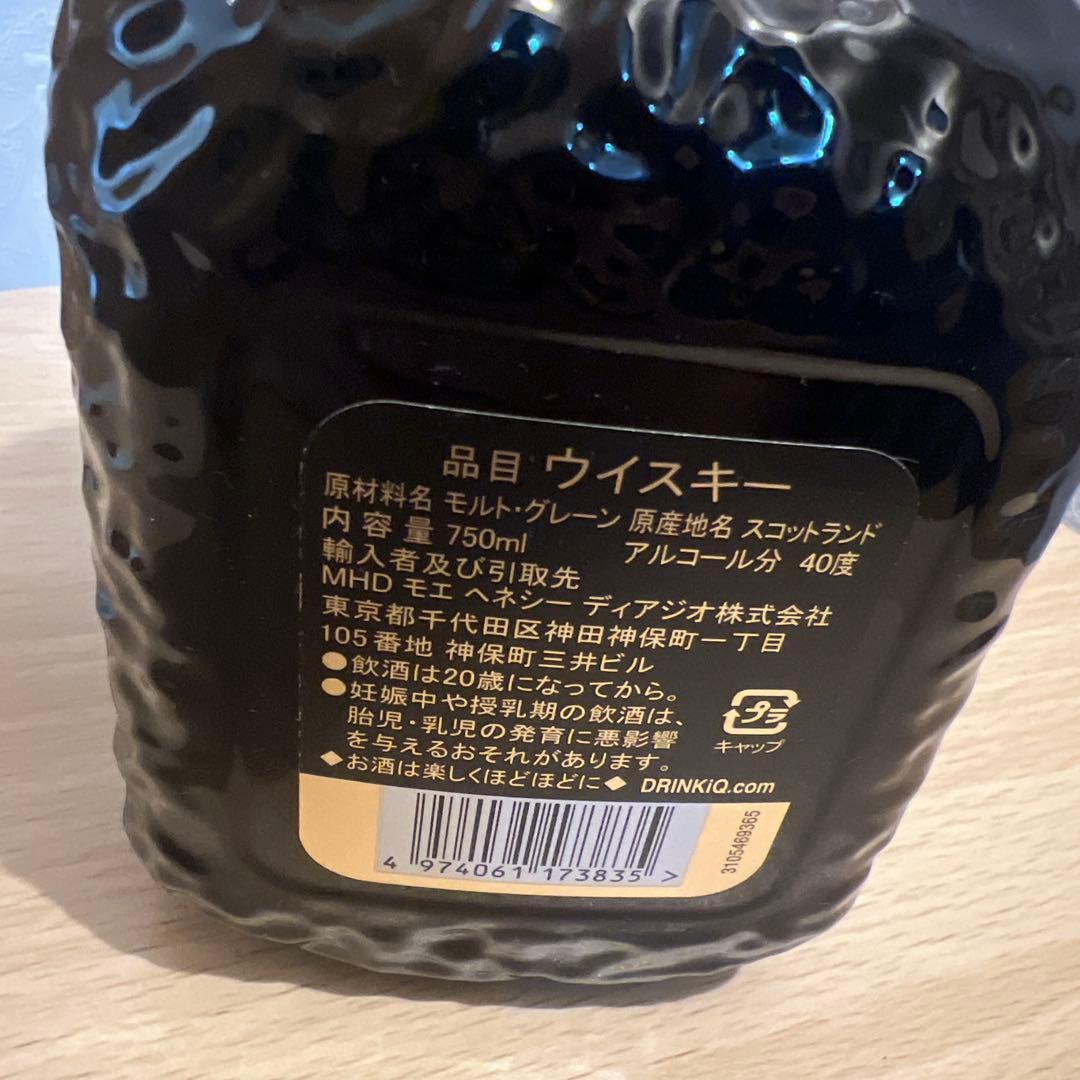 品目 ウイスキー
原材料名 モルト・グレーン 原産地名 スコットランド
内容量 750ml アルコール分 40度
輸入者及び引取先
MHD モエ ヘネシー ディアジオ株式会社
東京都千代田区神田神保町一丁目
105番地 神保町三井ビル
●飲酒は20歳になってから。
●妊娠中や授乳期の飲酒は、
胎児・乳児の発育に悪影響
を与えるおそれがあります。
プラ
キャップ
◆お酒は楽しくほどほどに◆ DRINKiQ.com
4 974061 173835 >
3105469365